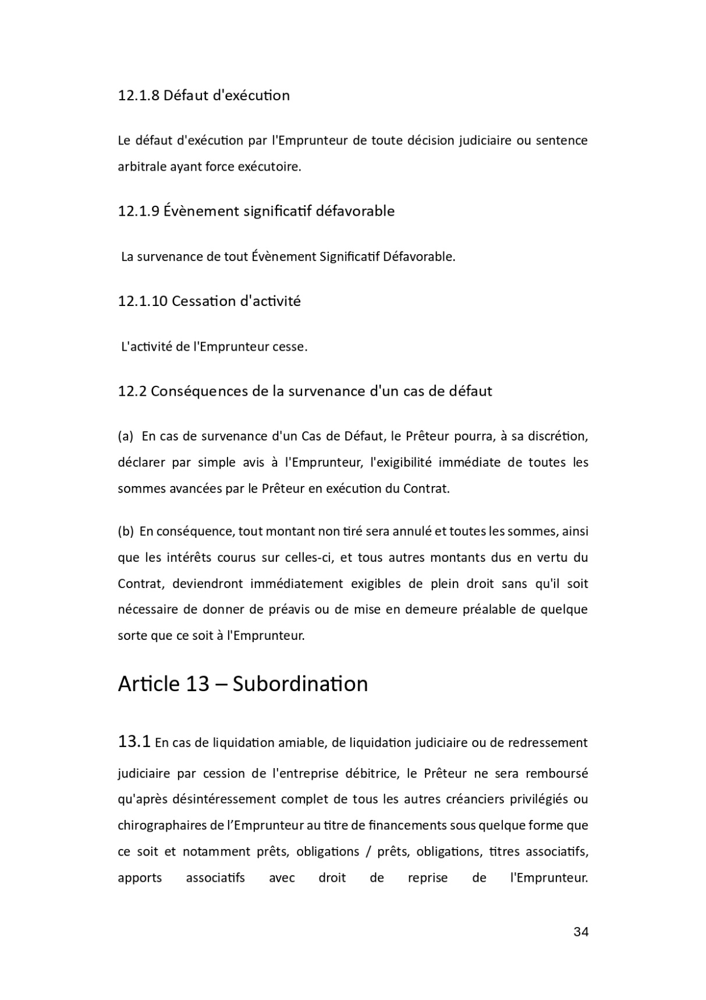 12.1.8 Défaut d'exécution
Le défaut d'exécution par l'Emprunteur de toute décision judiciaire ou sentence
arbitrale ayant force exécutoire.
12.1.9 Évènement significatif défavorable
La survenance de tout Évènement Significatif Défavorable.
12.1.10 Cessation d'activité
L'activité de l'Emprunteur cesse.
12.2 Conséquences de la survenance d'un cas de défaut
(a) En cas de survenance d'un Cas de Défaut, le Prêteur pourra, à sa discrétion,
déclarer par simple avis à l'Emprunteur, l'exigibilité immédiate de toutes les
sommes avancées par le Prêteur en exécution du Contrat.
(b) En conséquence, tout montant non tiré sera annulé et toutes les sommes, ainsi
que les intérêts courus sur celles-ci, et tous autres montants dus en vertu du
Contrat, deviendront immédiatement exigibles de plein droit sans qu'il soit
nécessaire de donner de préavis ou de mise en demeure préalable de quelque
sorte que ce soit à l'Emprunteur.
Article 13 – Subordination
13.1 En cas de liquidation amiable, de liquidation judiciaire ou de redressement
judiciaire par cession de l'entreprise débitrice, le Prêteur ne sera remboursé
qu'après désintéressement complet de tous les autres créanciers privilégiés ou
chirographaires de l’Emprunteur au titre de financements sous quelque forme que
ce soit et notamment prêts, obligations / prêts, obligations, titres associatifs,
apports associatifs avec droit de reprise de l'Emprunteur.
34